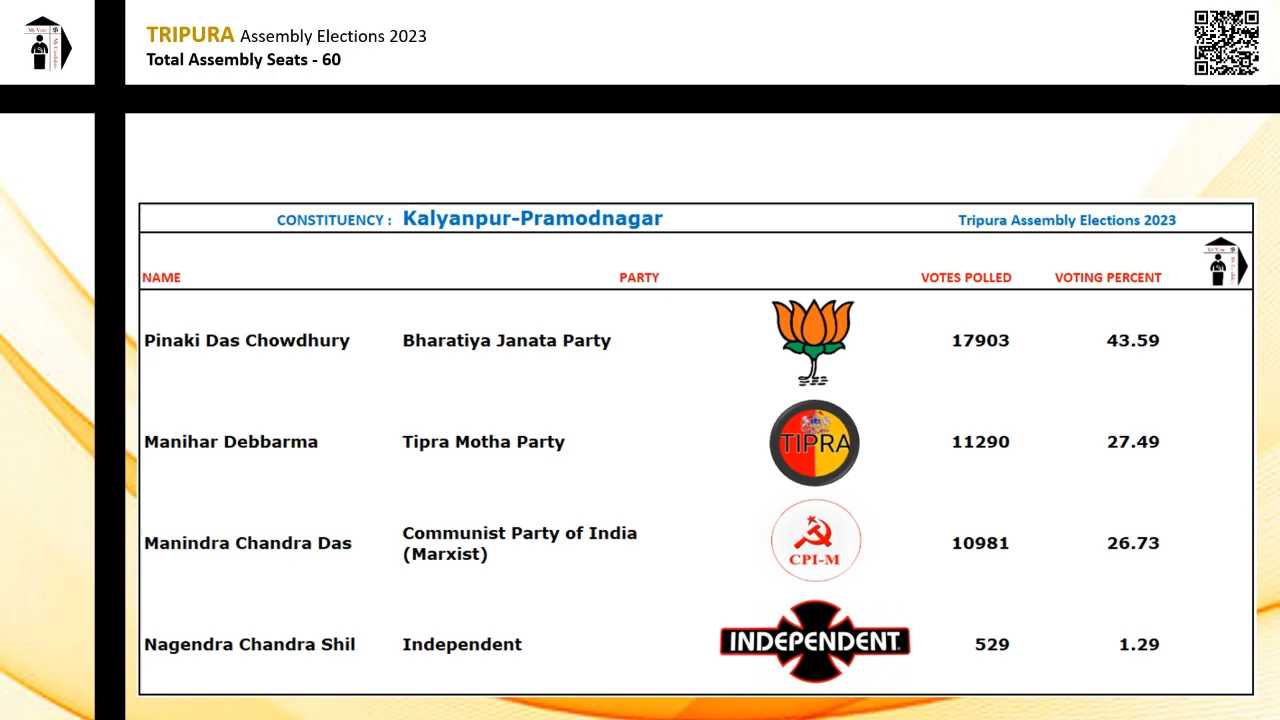 TRIPURA Assembly Elections 2023
Total Assembly Seats - 60
CONSTITUENCY : Kalyanpur-Pramodnagar Tripura Assembly Elections 2023
NAME PARTY VOTES POLLED VOTING PERCENT
Pinaki Das Chowdhury Bharatiya Janata Party 17903 43.59
Manihar Debbarma Tipra Motha Party TIPRA 11290 27.49
Manindra Chandra Das Communist Party of India (Marxist) CPI-M 10981 26.73
Nagendra Chandra Shil Independent INDEPENDENT 529 1.29